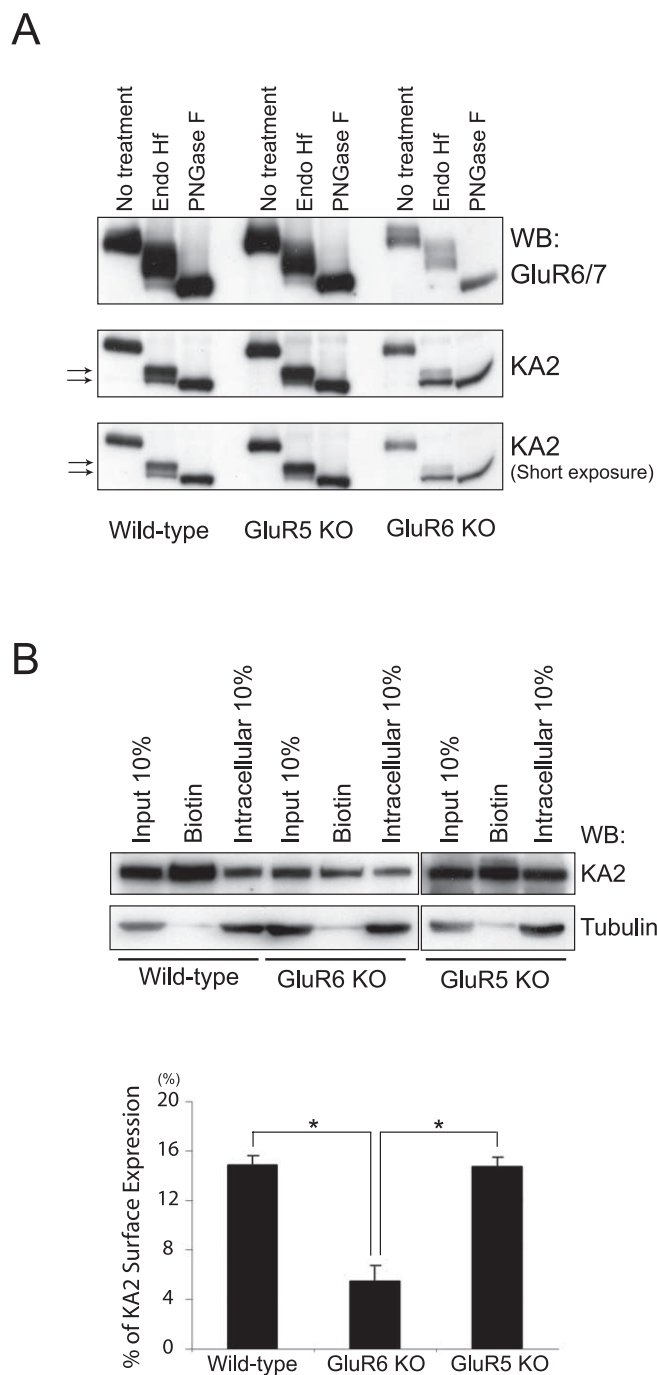 A
No treatment
Endo Hf
PNGase F
No treatment
Endo Hf
PNGase F
No treatment
Endo Hf
PNGase F
WB:
GluR6/7
KA2
KA2
(Short exposure)
Wild-type GluR5 KO GluR6 KO
B
Input 10%
Biotin
Intracellular 10%
Input 10%
Biotin
Intracellular 10%
Input 10%
Biotin
Intracellular 10%
WB:
KA2
Tubulin
Wild-type GluR6 KO GluR5 KO
% of KA2 Surface Expression
(%)
20
16
12
8
4
0
* *
Wild-type GluR6 KO GluR5 KO